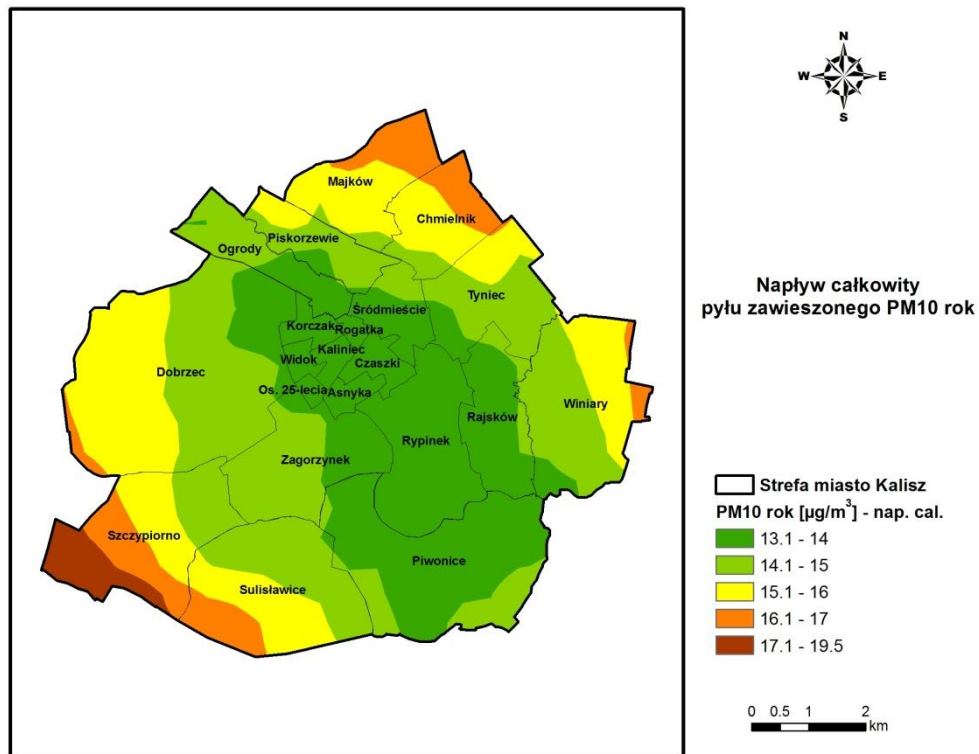 N
W E
S
Majków
Chmielnik
Piskorzewie
Ogrody
Napływ całkowity
pyłu zawieszonego PM10 rok
Tyniec
Śródmieście
Korczak Rogatka
Kaliniec
Widok Czaszki
Dobrzec
Os. 25-lecia Asnyka
Winiary
Rajsków
Rypinek
Zagorzynek
Strefa miasto Kalisz
PM10 rok [µg/m³] - nap. cal.
13.1 - 14
14.1 - 15
15.1 - 16
16.1 - 17
17.1 - 19.5
Szczypiorno
Piwonice
Sulisławice
0 0.5 1 2
km